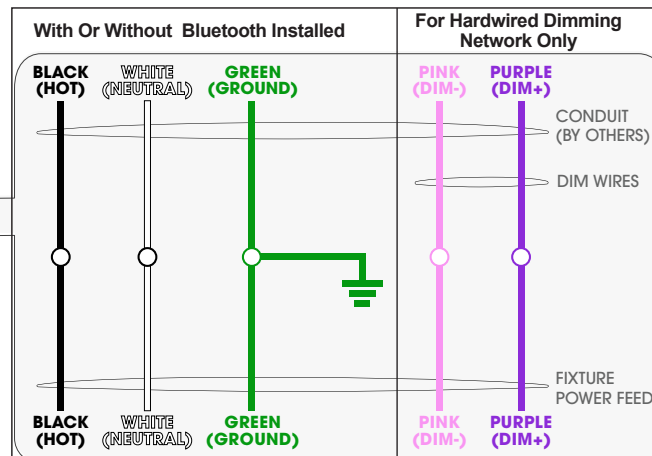 With Or Without Bluetooth Installed
For Hardwired Dimming
Network Only
BLACK
(HOT)
WHITE
(NEUTRAL)
GREEN
(GROUND)
PINK
(DIM-)
PURPLE
(DIM+)
CONDUIT
(BY OTHERS)
DIM WIRES
FIXTURE
POWER FEED
BLACK
(HOT)
WHITE
(NEUTRAL)
GREEN
(GROUND)
PINK
(DIM-)
PURPLE
(DIM+)